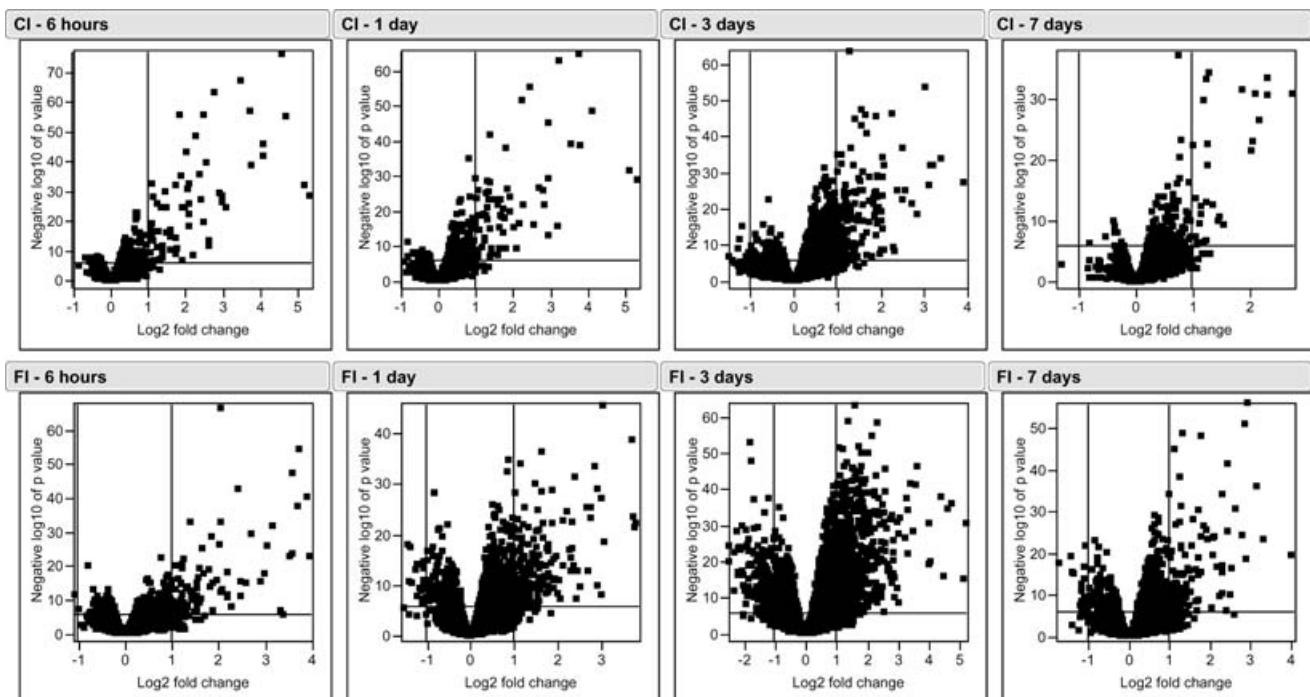 CI - 6 hours
CI - 1 day
CI - 3 days
CI - 7 days
Negative log10 of p value
70
60
50
40
30
20
10
0
-1 0 1 2 3 4 5
Log2 fold change
Negative log10 of p value
60
50
40
30
20
10
0
-1 0 1 2 3 4 5
Log2 fold change
Negative log10 of p value
60
50
40
30
20
10
0
-1 0 1 2 3 4
Log2 fold change
Negative log10 of p value
30
20
10
0
-1 0 1 2
Log2 fold change
FI - 6 hours
FI - 1 day
FI - 3 days
FI - 7 days
Negative log10 of p value
60
50
40
30
20
10
0
-1 0 1 2 3 4
Log2 fold change
Negative log10 of p value
40
30
20
10
0
-1 0 1 2 3
Log2 fold change
Negative log10 of p value
60
50
40
30
20
10
0
-2 -1 0 1 2 3 4 5
Log2 fold change
Negative log10 of p value
50
40
30
20
10
0
-1 0 1 2 3 4
Log2 fold change